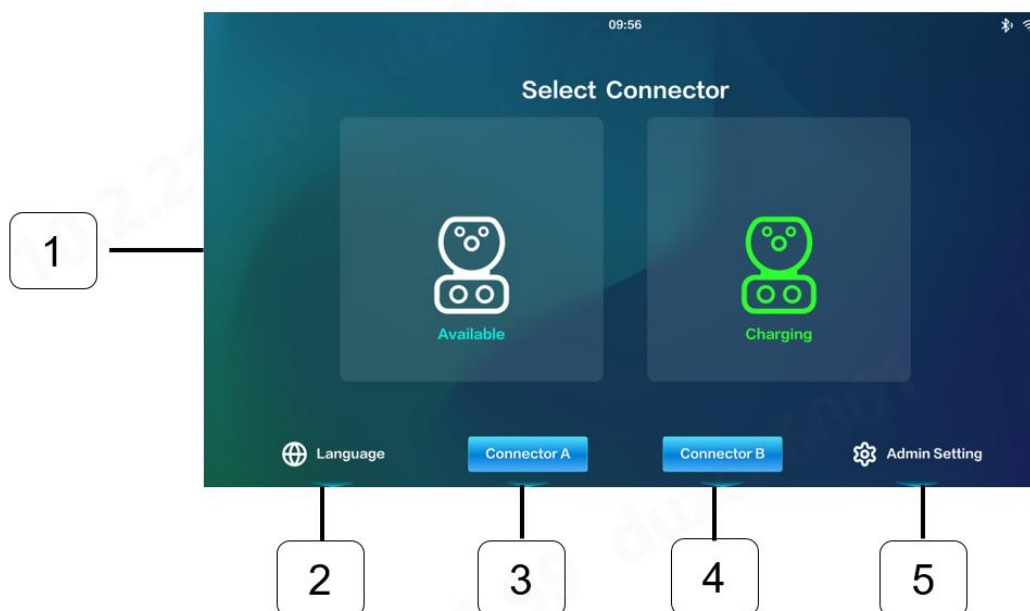 09:56
Select Connector
Available
Charging
Language
Connector A
Connector B
Admin Setting
1
2
3
4
5